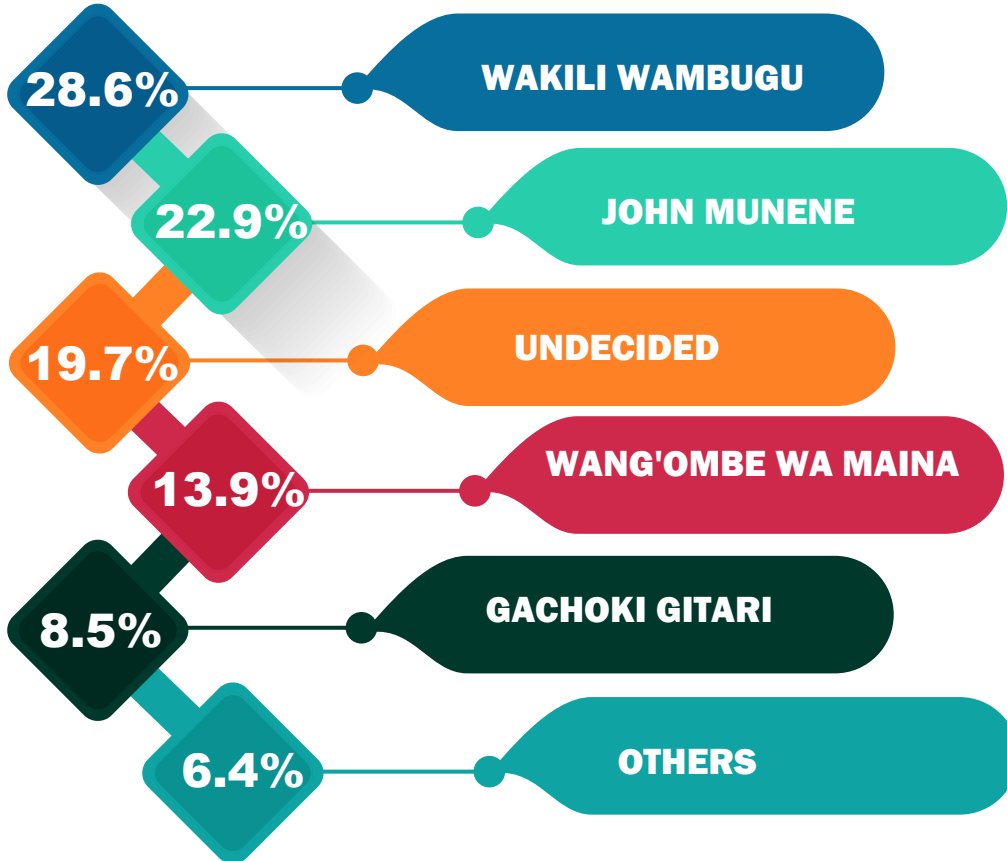 28.6%
WAKILI WAMBUGU
22.9%
JOHN MUNENE
19.7%
UNDECIDED
13.9%
WANG'OMBE WA MAINA
8.5%
GACHOKI GITARI
6.4%
OTHERS